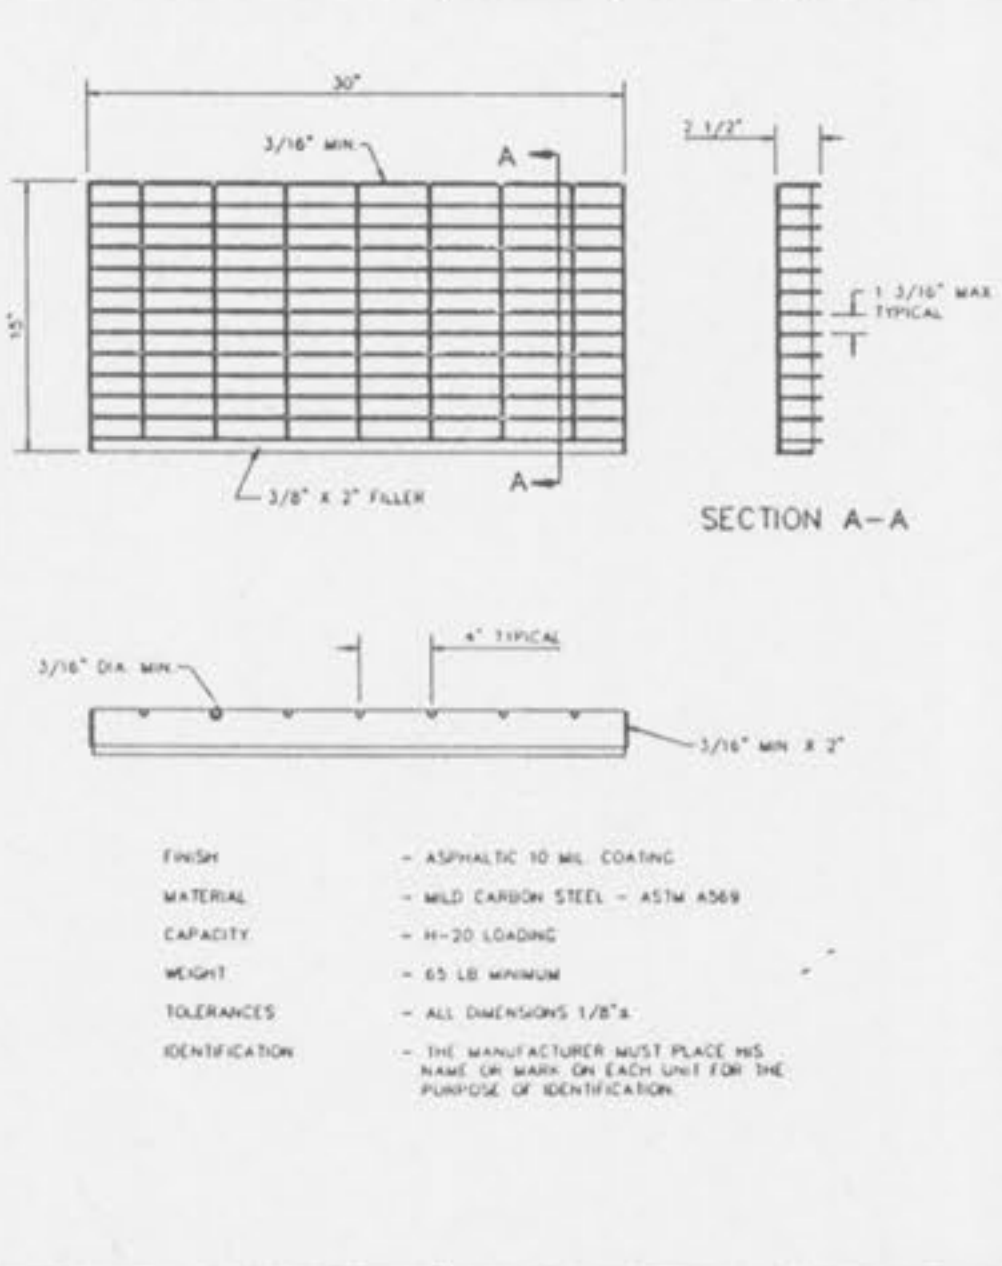 30"
3/16" MIN.
A
2 1/2"
15"
1 3/16" MAX
TYPICAL
A
3/8" X 2" FILLER
SECTION A-A
4" TYPICAL
3/16" DIA. MIN.
3/16" MIN X 2"
FINISH - ASPHALTIC 10 MIL. COATING
MATERIAL - MILD CARBON STEEL - ASTM A569
CAPACITY - H-20 LOADING
WEIGHT - 65 LB MINIMUM
TOLERANCES - ALL DIMENSIONS 1/8"±
IDENTIFICATION - THE MANUFACTURER MUST PLACE HIS
NAME OR MARK ON EACH UNIT FOR THE
PURPOSE OF IDENTIFICATION.